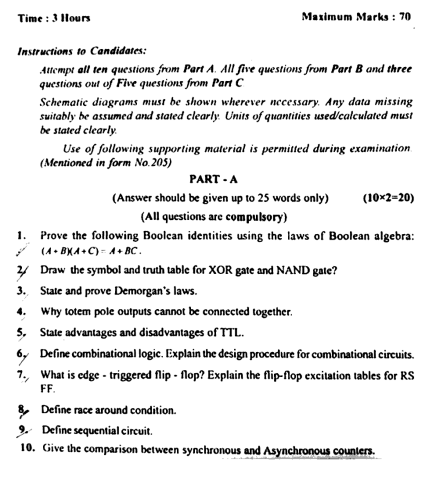 Time : 3 Hours Maximum Marks : 70
Instructions to Candidates:
Attempt all ten questions from Part A. All five questions from Part B and three
questions out of Five questions from Part C
Schematic diagrams must be shown wherever necessary. Any data missing
suitably be assumed and stated clearly. Units of quantities used/calculated must
be stated clearly.
Use of following supporting material is permitted during examination.
(Mentioned in form No.205)
PART - A
(Answer should be given up to 25 words only) (10×2=20)
(All questions are compulsory)
1. Prove the following Boolean identities using the laws of Boolean algebra:
(A + B)(A + C) = A + BC .
2. Draw the symbol and truth table for XOR gate and NAND gate?
3. State and prove Demorgan's laws.
4. Why totem pole outputs cannot be connected together.
5. State advantages and disadvantages of TTL.
6. Define combinational logic. Explain the design procedure for combinational circuits.
7. What is edge - triggered flip - flop? Explain the flip-flop excitation tables for RS
FF.
8. Define race around condition.
9. Define sequential circuit.
10. Give the comparison between synchronous and Asynchronous counters.